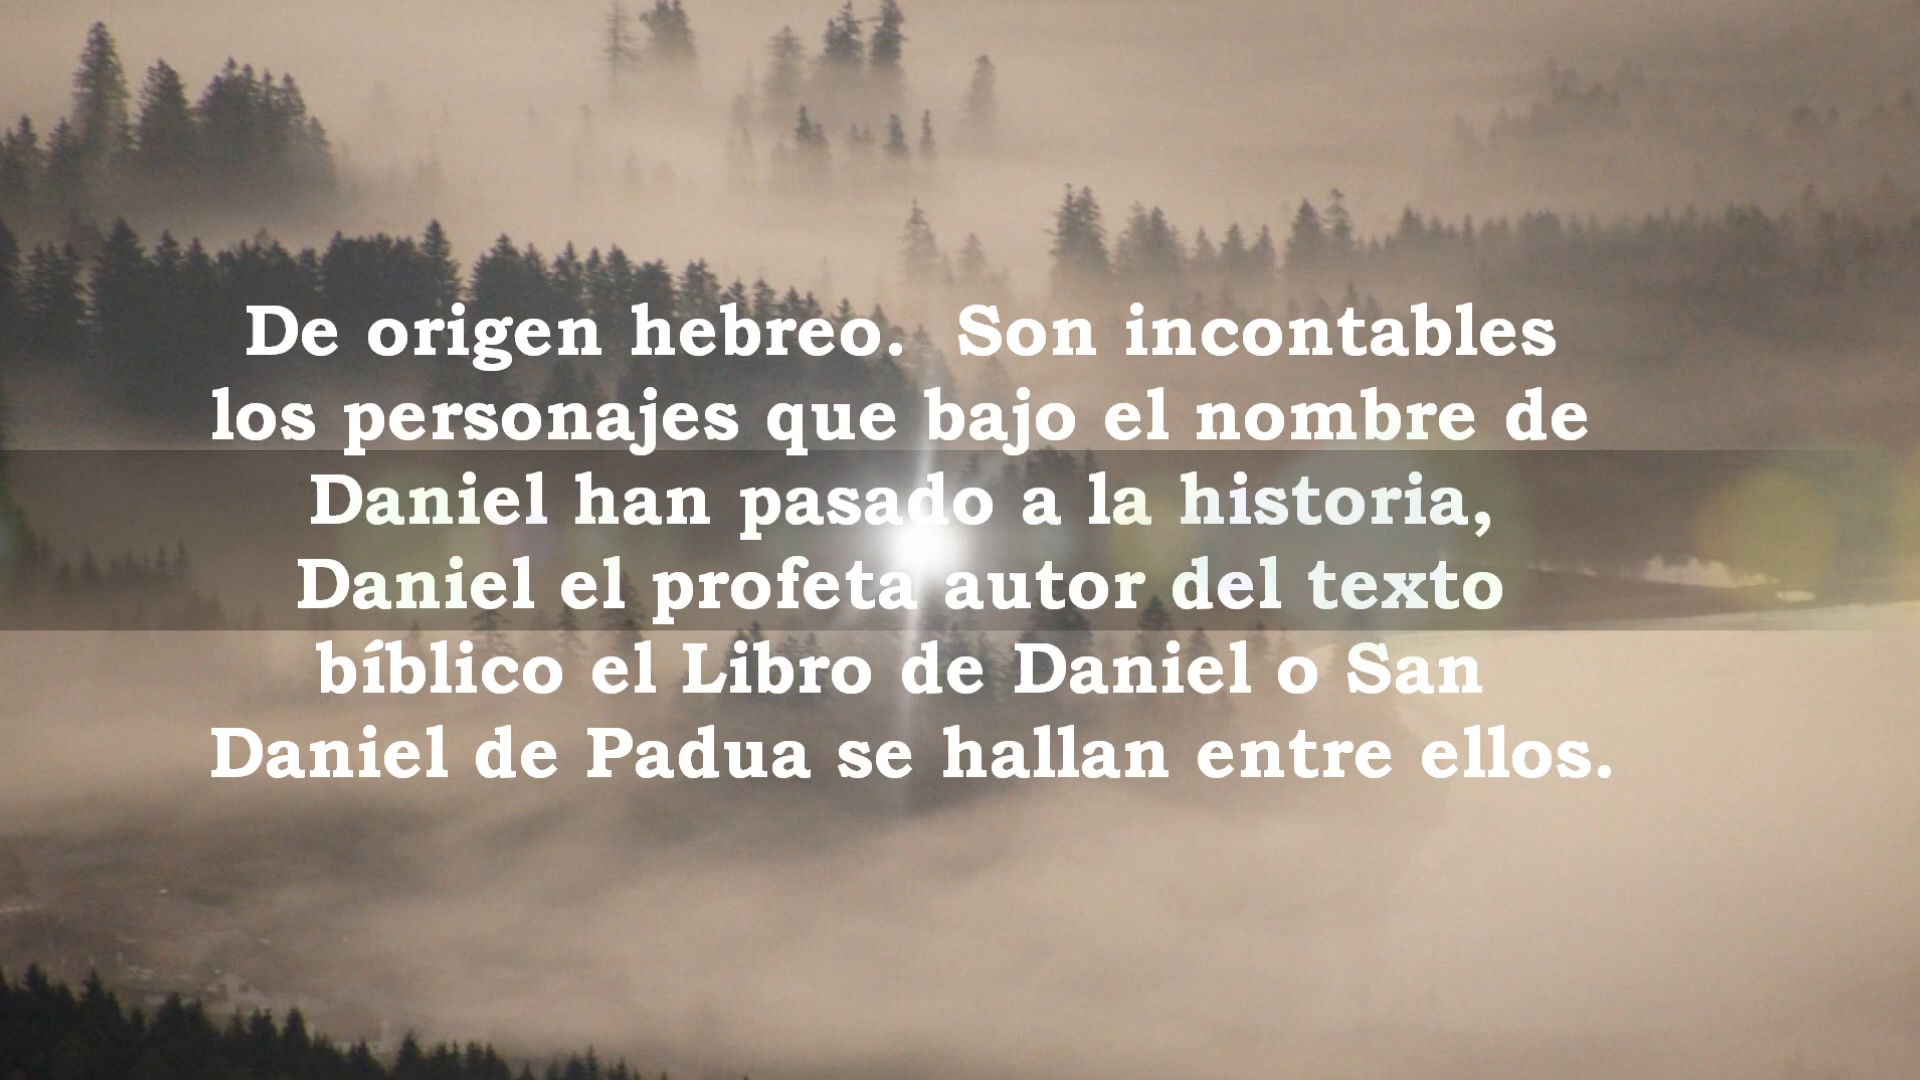 De origen hebreo. Son incontables
los personajes que bajo el nombre de
Daniel han pasado a la historia,
Daniel el profeta autor del texto
bíblico el Libro de Daniel o San
Daniel de Padua se hallan entre ellos.